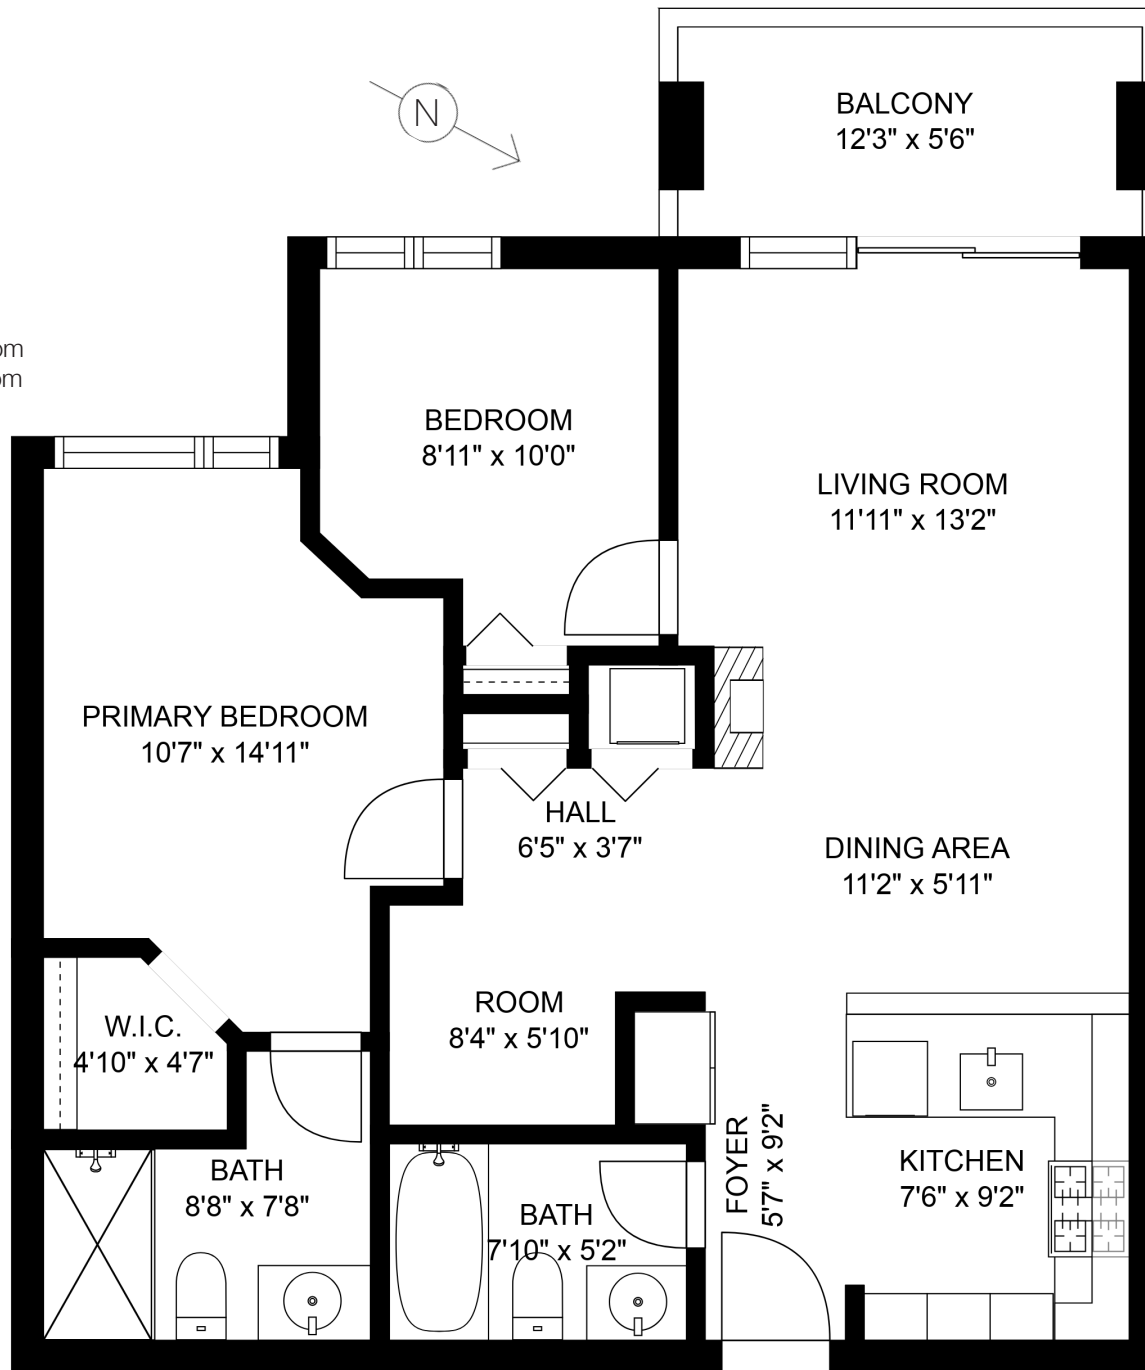 N
BALCONY
12'3" x 5'6"
om
om
BEDROOM
8'11" x 10'0"
LIVING ROOM
11'11" x 13'2"
PRIMARY BEDROOM
10'7" x 14'11"
HALL
6'5" x 3'7"
DINING AREA
11'2" x 5'11"
ROOM
8'4" x 5'10"
W.I.C.
4'10" x 4'7"
FOYER
5'7" x 9'2"
KITCHEN
7'6" x 9'2"
BATH
8'8" x 7'8"
BATH
7'10" x 5'2"